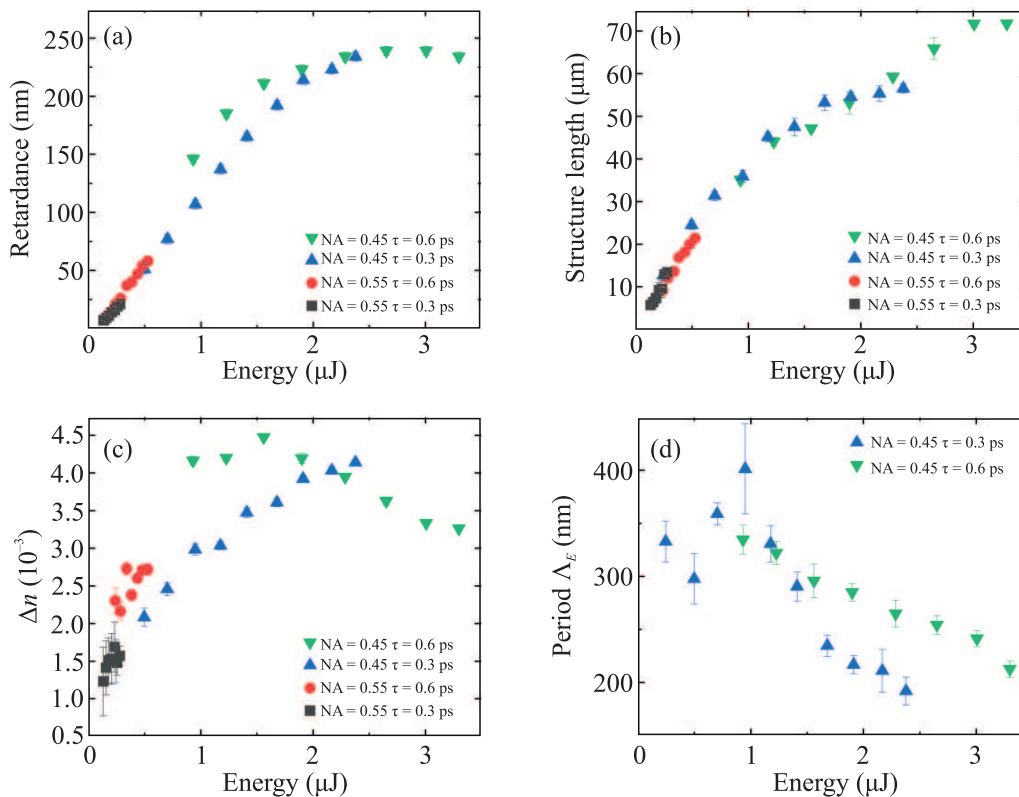 (a)
250
200
150
100
50
Retardance (nm)
NA = 0.45 τ = 0.6 ps
NA = 0.45 τ = 0.3 ps
NA = 0.55 τ = 0.6 ps
NA = 0.55 τ = 0.3 ps
0 1 2 3
Energy (μJ)
(b)
70
60
50
40
30
20
10
Structure length (μm)
NA = 0.45 τ = 0.6 ps
NA = 0.45 τ = 0.3 ps
NA = 0.55 τ = 0.6 ps
NA = 0.55 τ = 0.3 ps
0 1 2 3
Energy (μJ)
(c)
4.5
4.0
3.5
3.0
2.5
2.0
1.5
1.0
0.5
Δn (10⁻³)
NA = 0.45 τ = 0.6 ps
NA = 0.45 τ = 0.3 ps
NA = 0.55 τ = 0.6 ps
NA = 0.55 τ = 0.3 ps
0 1 2 3
Energy (μJ)
(d)
400
300
200
Period Λ_E (nm)
NA = 0.45 τ = 0.3 ps
NA = 0.45 τ = 0.6 ps
0 1 2 3
Energy (μJ)